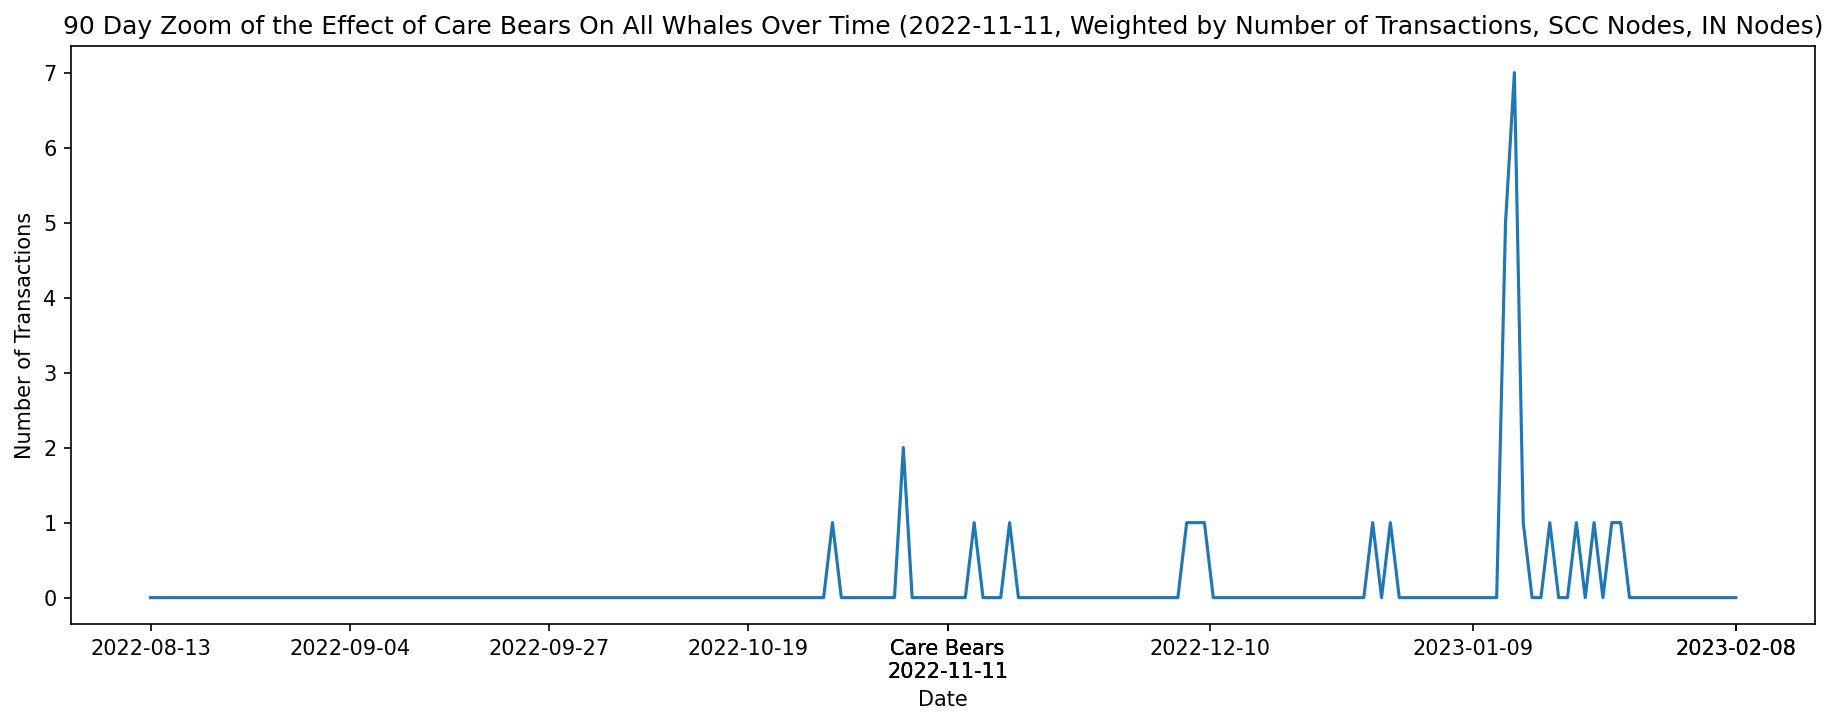 90 Day Zoom of the Effect of Care Bears On All Whales Over Time (2022-11-11, Weighted by Number of Transactions, SCC Nodes, IN Nodes)
Number of Transactions
7
6
5
4
3
2
1
0
2022-08-13 2022-09-04 2022-09-27 2022-10-19 Care Bears 2022-12-10 2023-01-09 2023-02-08
2022-11-11
Date